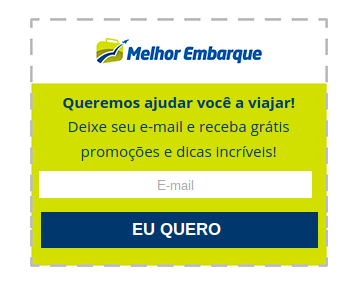 Melhor Embarque
Queremos ajudar você a viajar!
Deixe seu e-mail e receba grátis
promoções e dicas incríveis!
E-mail
EU QUERO